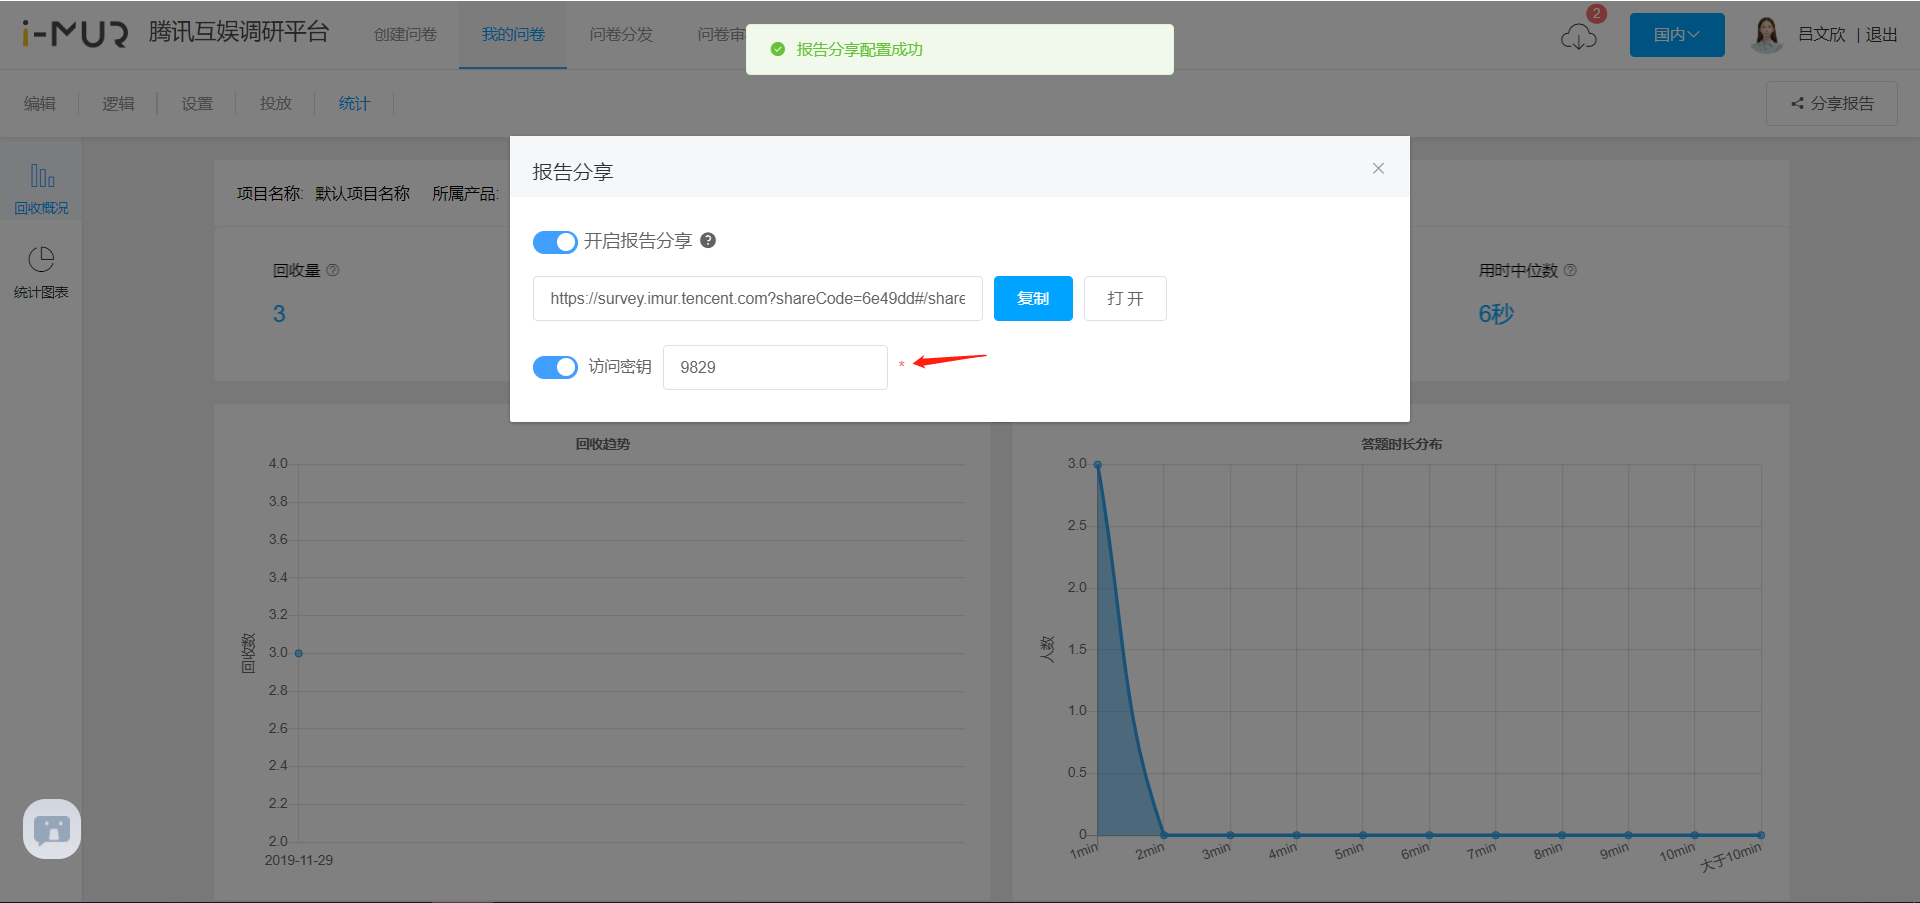 i-MUR 腾讯互娱调研平台 创建问卷 我的问卷 问卷分发 问卷审
报告分享配置成功
2
国内 吕文欣 | 退出
编辑 逻辑 设置 投放 统计 分享报告
回收概况
统计图表
项目名称: 默认项目名称 所属产品:
回收量
3
用时中位数
6秒
报告分享
开启报告分享
https://survey.imur.tencent.com?shareCode=6e49dd#/share
复制
打 开
访问密钥
9829
*
回收趋势
回收数
4.0
3.8
3.6
3.4
3.2
3.0
2.8
2.6
2.4
2.2
2.0
2019-11-29
答题时长分布
人数
3.0
2.5
2.0
1.5
1.0
0.5
0
1min 2min 3min 4min 5min 6min 7min 8min 9min 10min 大于10min